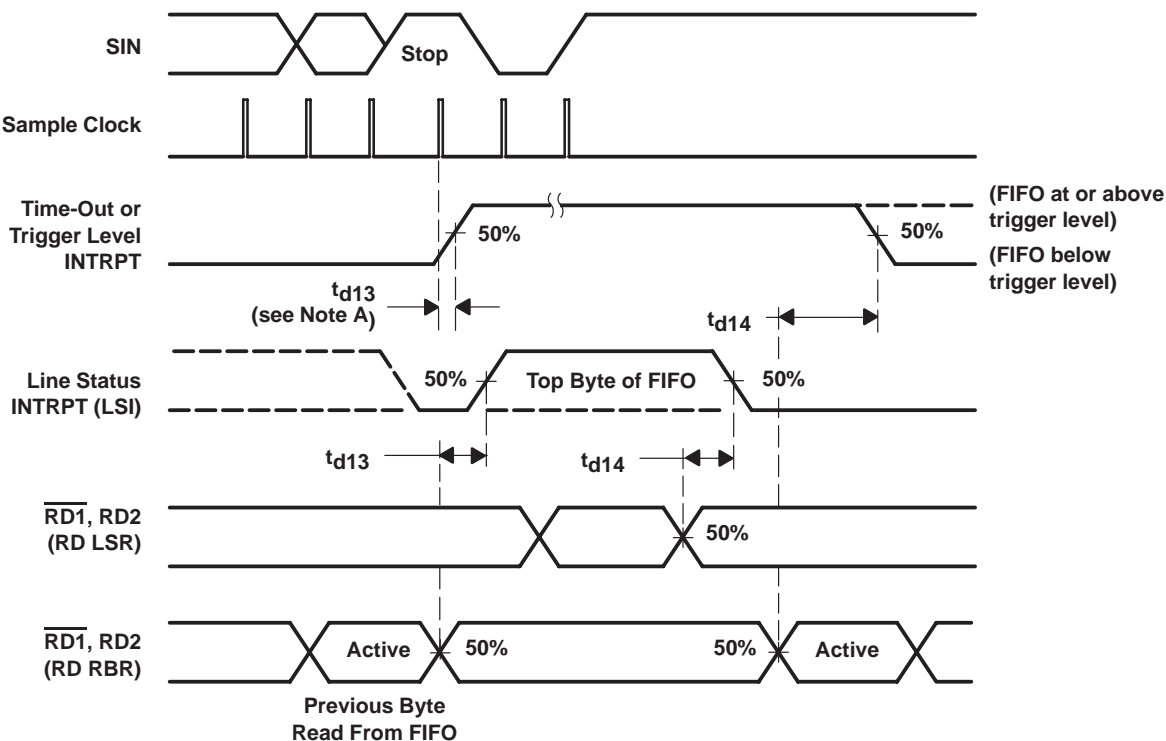 SIN
Stop
Sample Clock
Time-Out or
Trigger Level
INTRPT
50%
50%
(FIFO at or above
trigger level)
(FIFO below
trigger level)
td13
(see Note A)
td14
Line Status
INTRPT (LSI)
50%
Top Byte of FIFO
50%
td13
td14
RD1, RD2
(RD LSR)
50%
RD1, RD2
(RD RBR)
Active
50%
50%
Active
Previous Byte
Read From FIFO